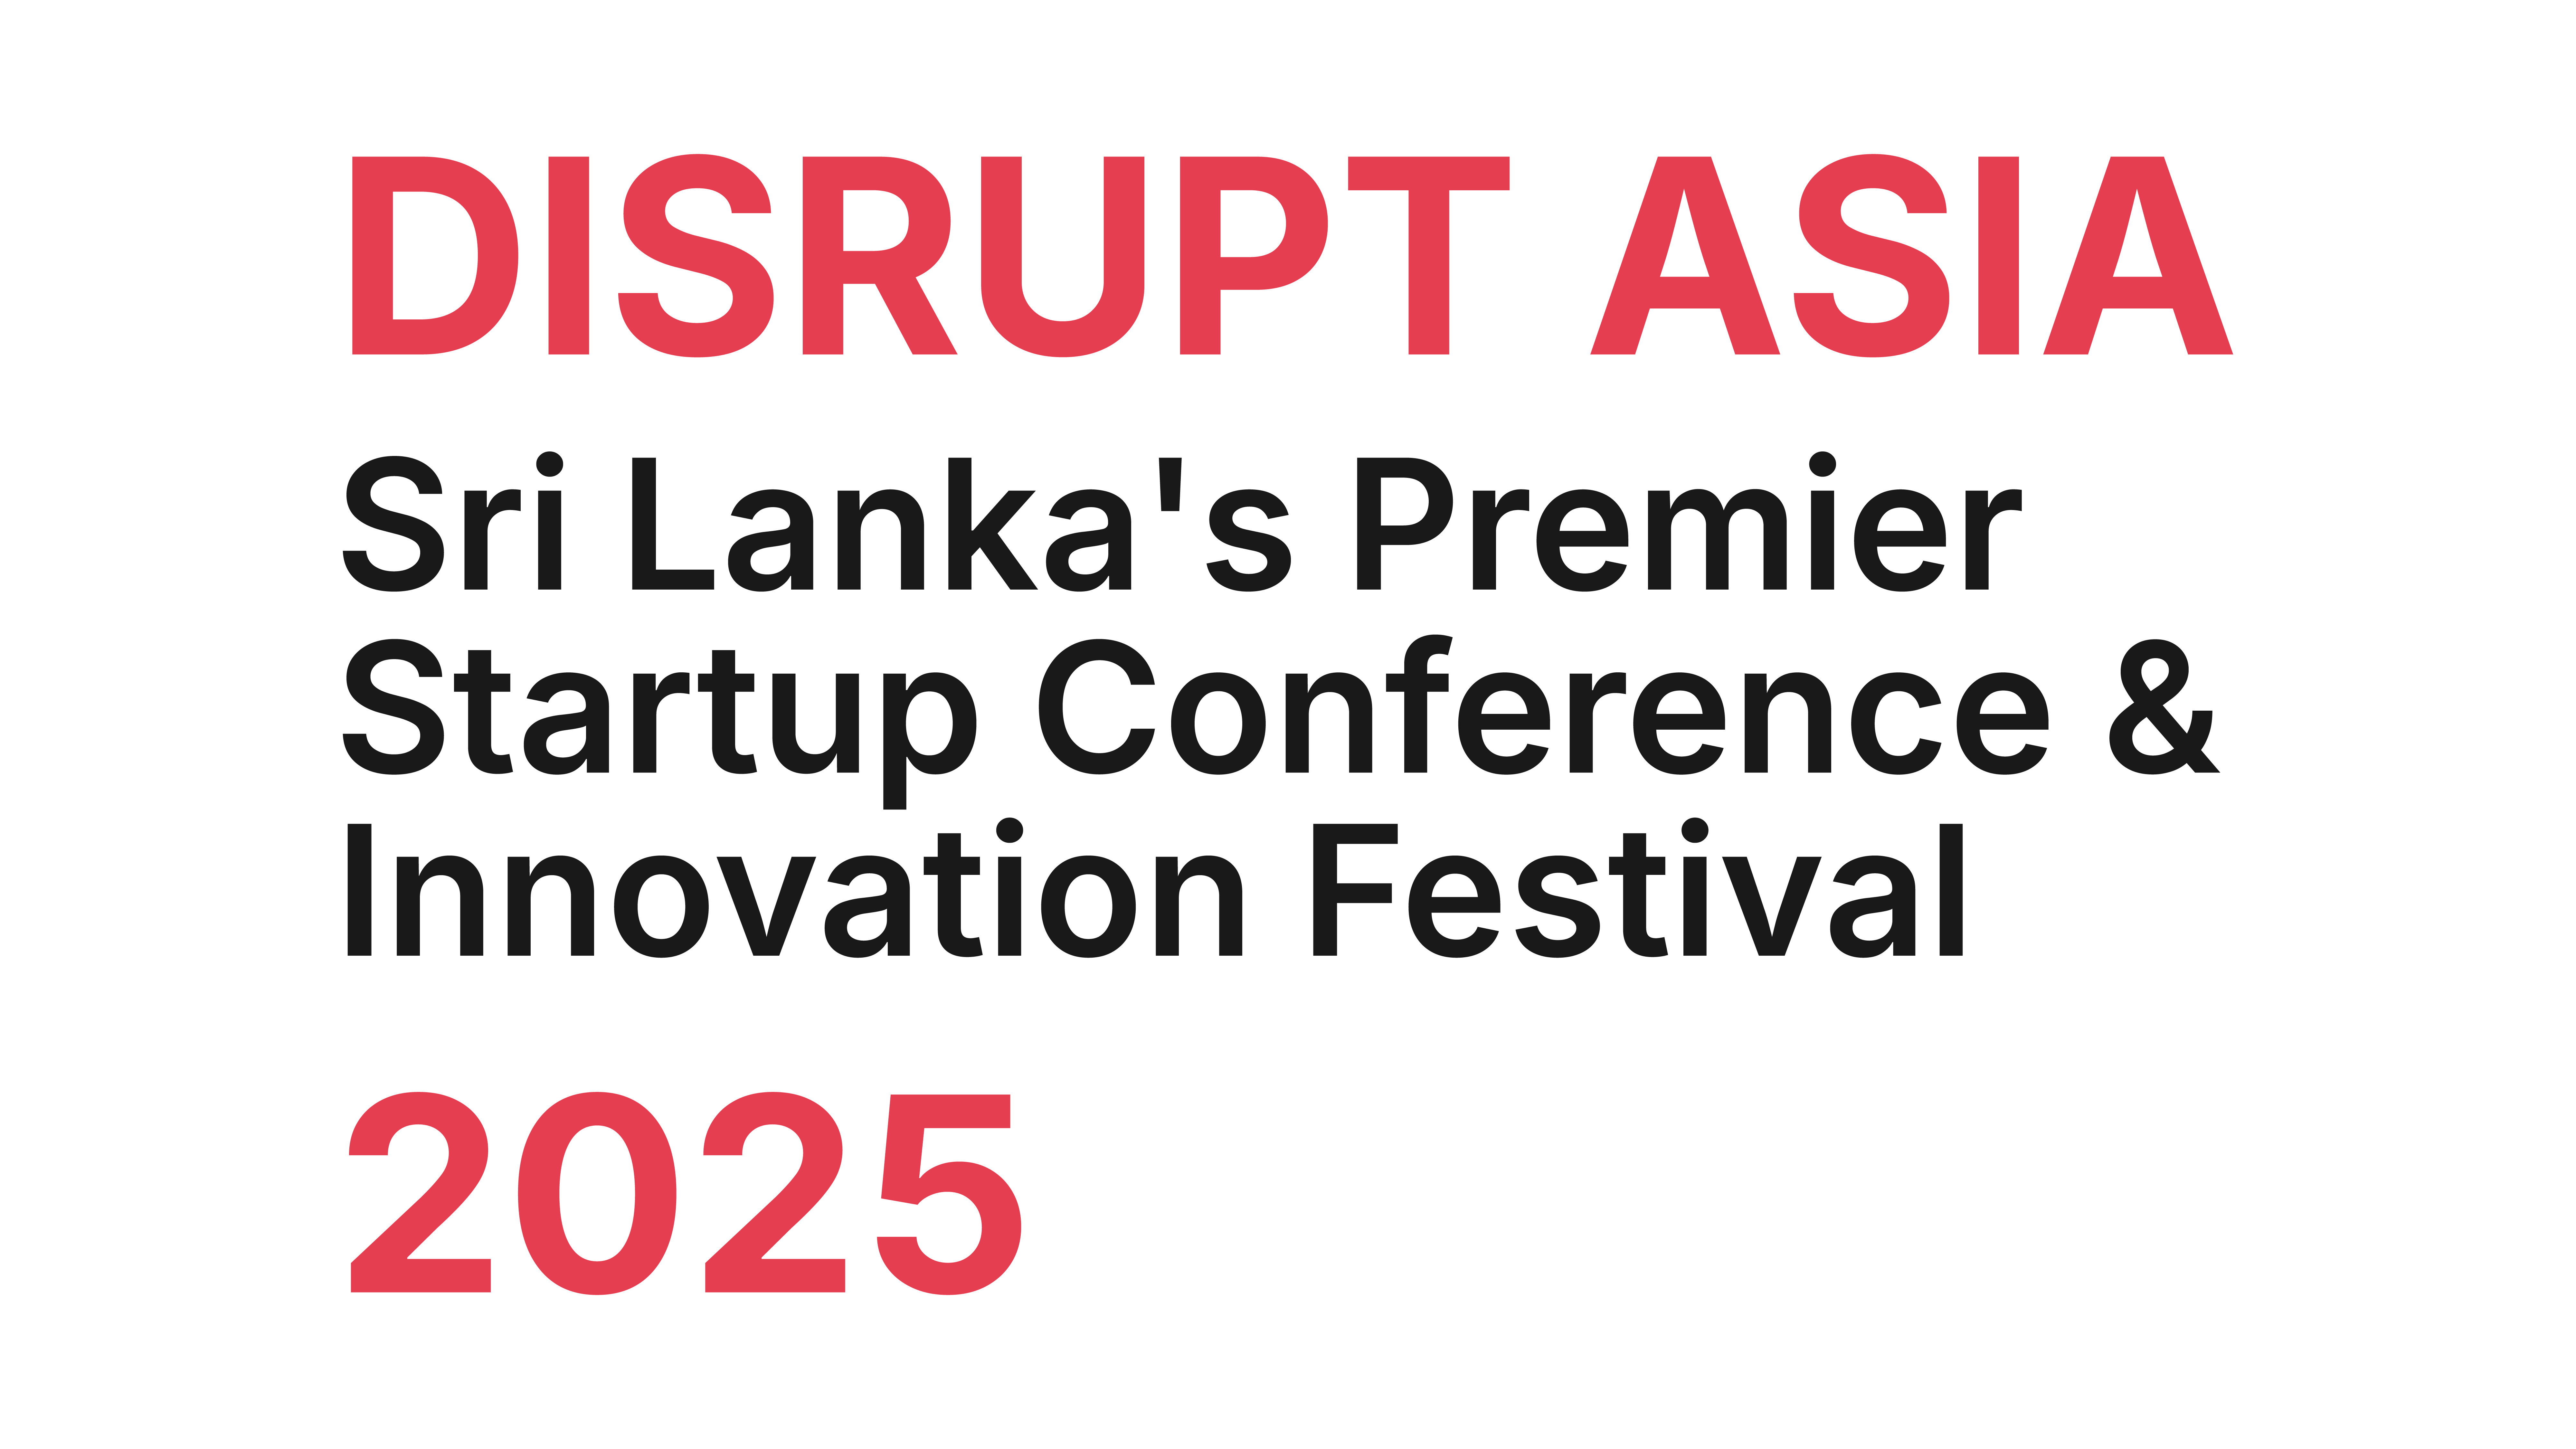 DISRUPT ASIA
Sri Lanka's Premier
Startup Conference &
Innovation Festival
2025